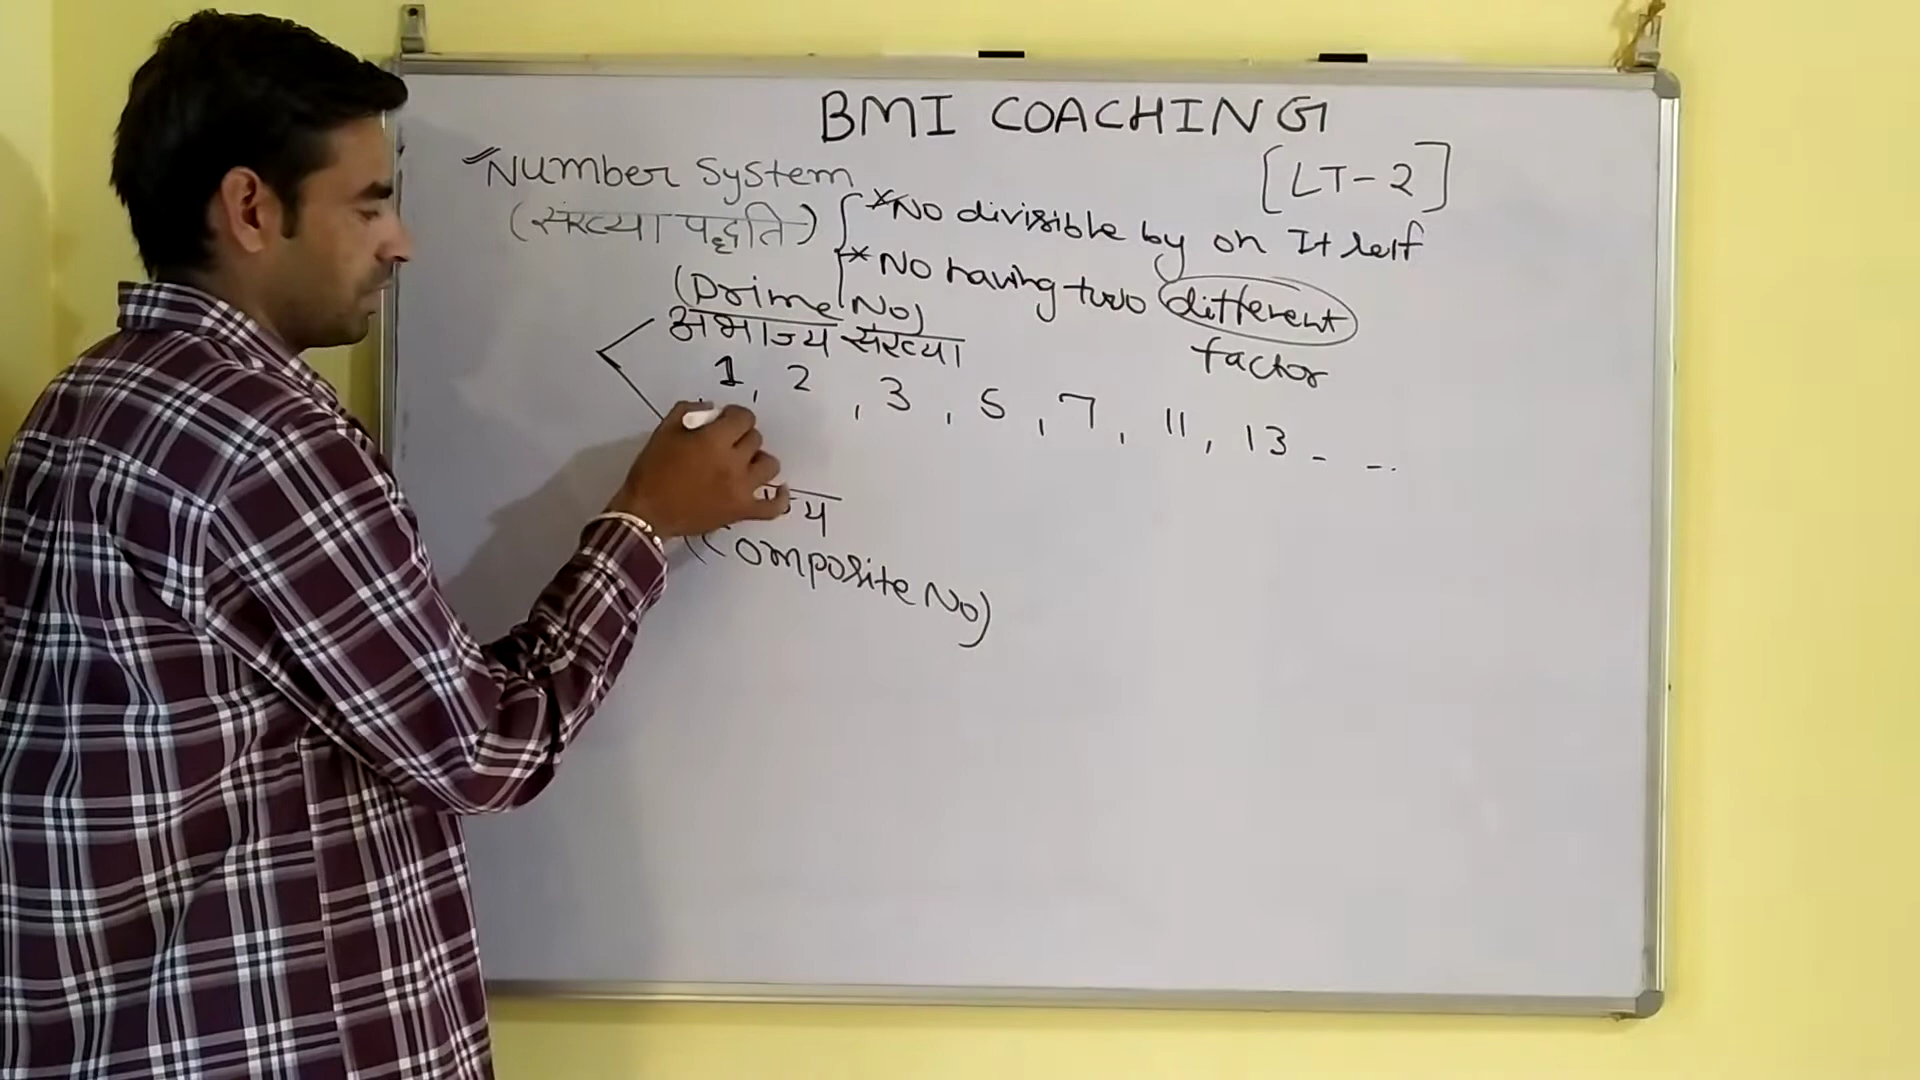 BMI COACHING
[LT-2]
Number System
(संख्या पद्धति)
*No divisible by on It self
*No having two different
factor
(Prime No)
अभाज्य संख्या
1, 2, 3, 5, 7, 11, 13 - -..
(Composite No)